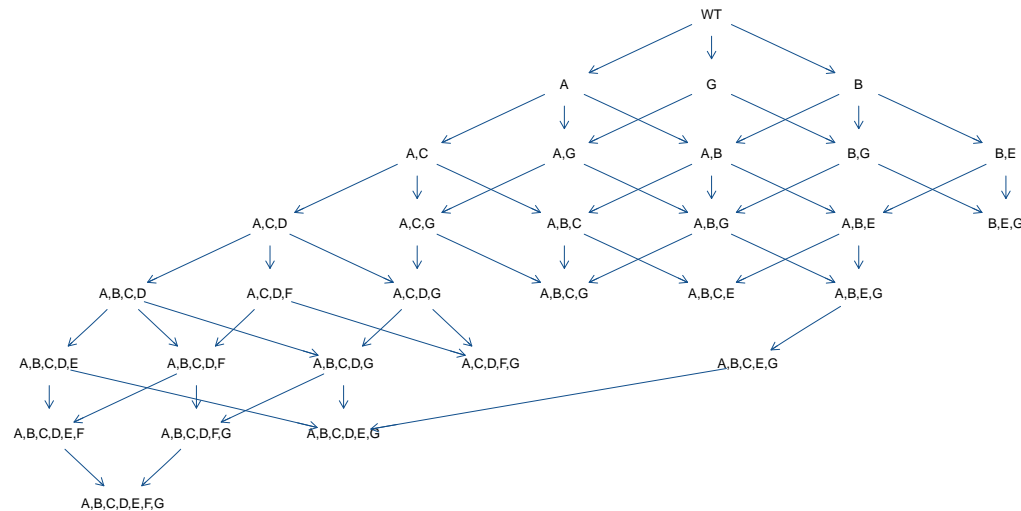 WT
A
G
B
A,C
A,G
A,B
B,G
B,E
A,C,D
A,C,G
A,B,C
A,B,G
A,B,E
B,E,G
A,B,C,D
A,C,D,F
A,C,D,G
A,B,C,G
A,B,C,E
A,B,E,G
A,B,C,D,E
A,B,C,D,F
A,B,C,D,G
A,C,D,F,G
A,B,C,E,G
A,B,C,D,E,F
A,B,C,D,F,G
A,B,C,D,E,G
A,B,C,D,E,F,G